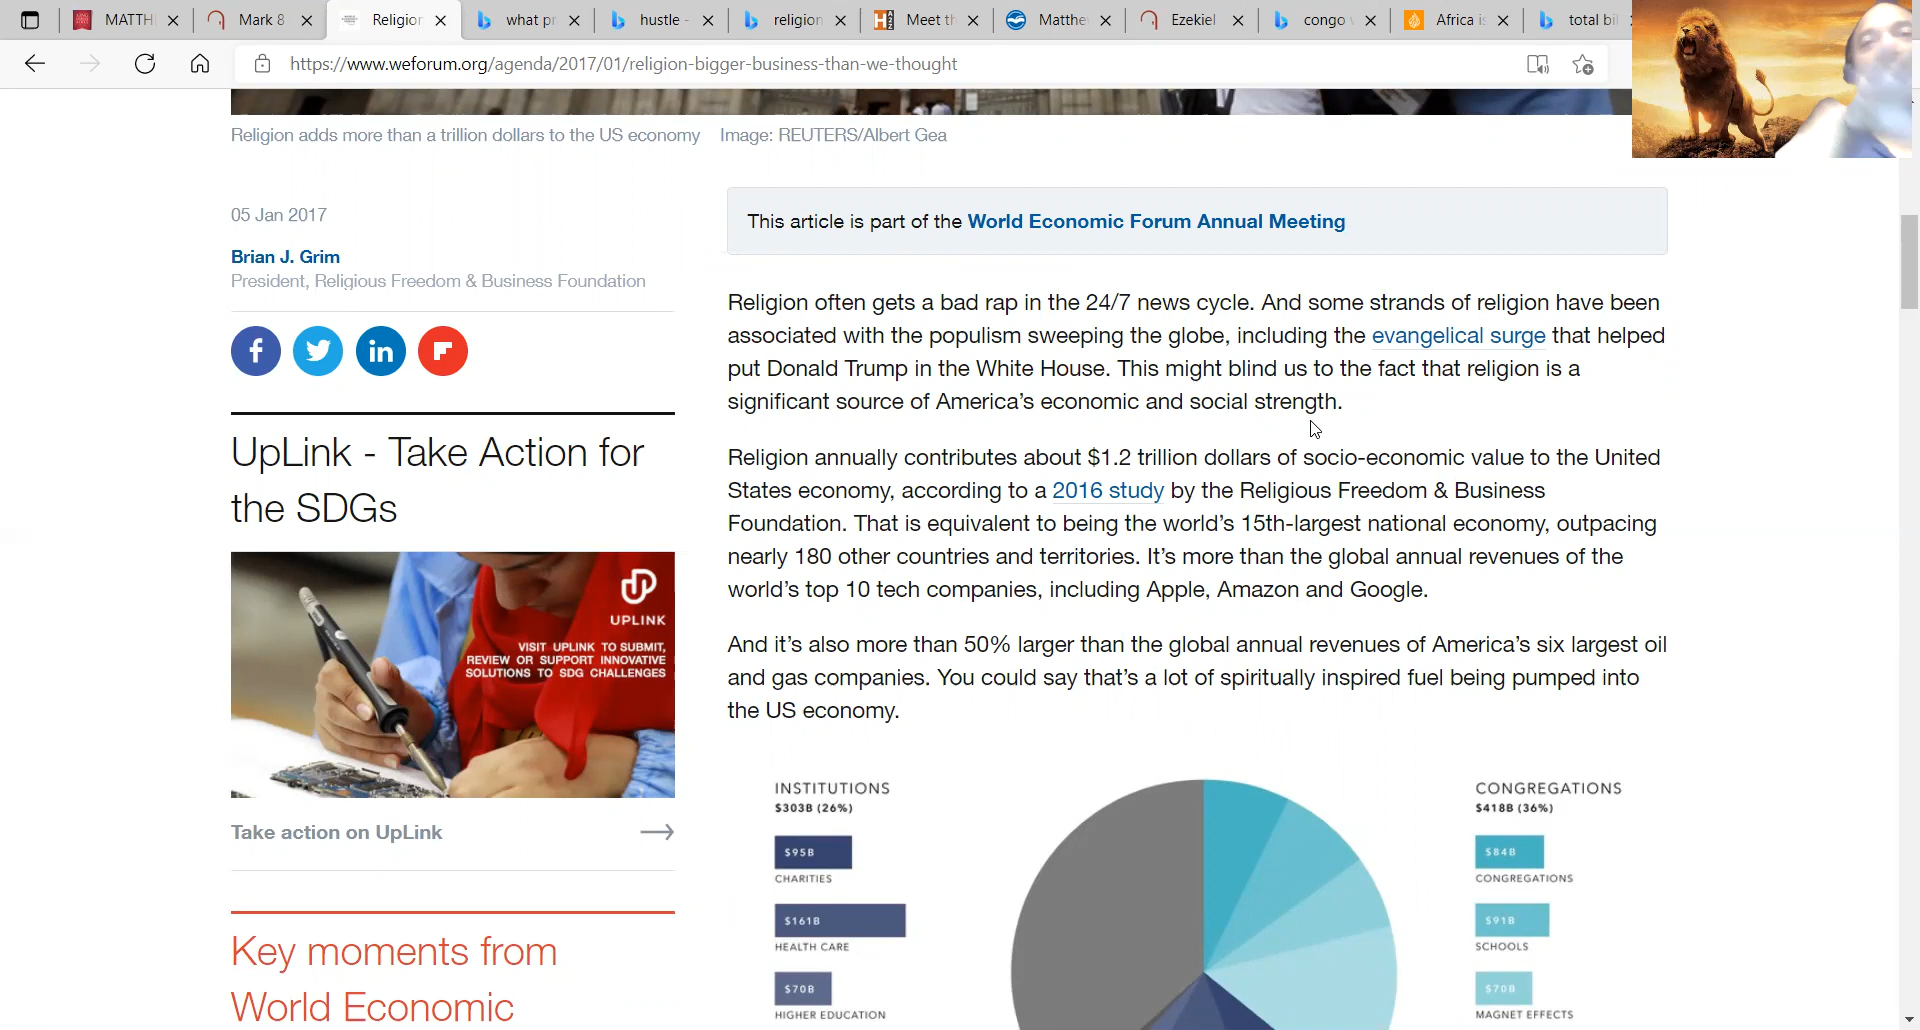 MATTH
Mark 8
Religion
what pr
hustle -
religion
Meet th
Matthe
Ezekiel
congo
Africa is
total bil
https://www.weforum.org/agenda/2017/01/religion-bigger-business-than-we-thought
Religion adds more than a trillion dollars to the US economy Image: REUTERS/Albert Gea
05 Jan 2017
Brian J. Grim
President, Religious Freedom & Business Foundation
UpLink - Take Action for
the SDGs
UPLINK
VISIT UPLINK TO SUBMIT,
REVIEW OR SUPPORT INNOVATIVE
SOLUTIONS TO SDG CHALLENGES
Take action on UpLink
Key moments from
World Economic
This article is part of the World Economic Forum Annual Meeting
Religion often gets a bad rap in the 24/7 news cycle. And some strands of religion have been
associated with the populism sweeping the globe, including the evangelical surge that helped
put Donald Trump in the White House. This might blind us to the fact that religion is a
significant source of America's economic and social strength.
Religion annually contributes about $1.2 trillion dollars of socio-economic value to the United
States economy, according to a 2016 study by the Religious Freedom & Business
Foundation. That is equivalent to being the world's 15th-largest national economy, outpacing
nearly 180 other countries and territories. It's more than the global annual revenues of the
world's top 10 tech companies, including Apple, Amazon and Google.
And it's also more than 50% larger than the global annual revenues of America's six largest oil
and gas companies. You could say that's a lot of spiritually inspired fuel being pumped into
the US economy.
INSTITUTIONS
$303B (26%)
$95B
CHARITIES
$161B
HEALTH CARE
$70B
HIGHER EDUCATION
CONGREGATIONS
$418B (36%)
$84B
CONGREGATIONS
$91B
SCHOOLS
$70B
MAGNET EFFECTS